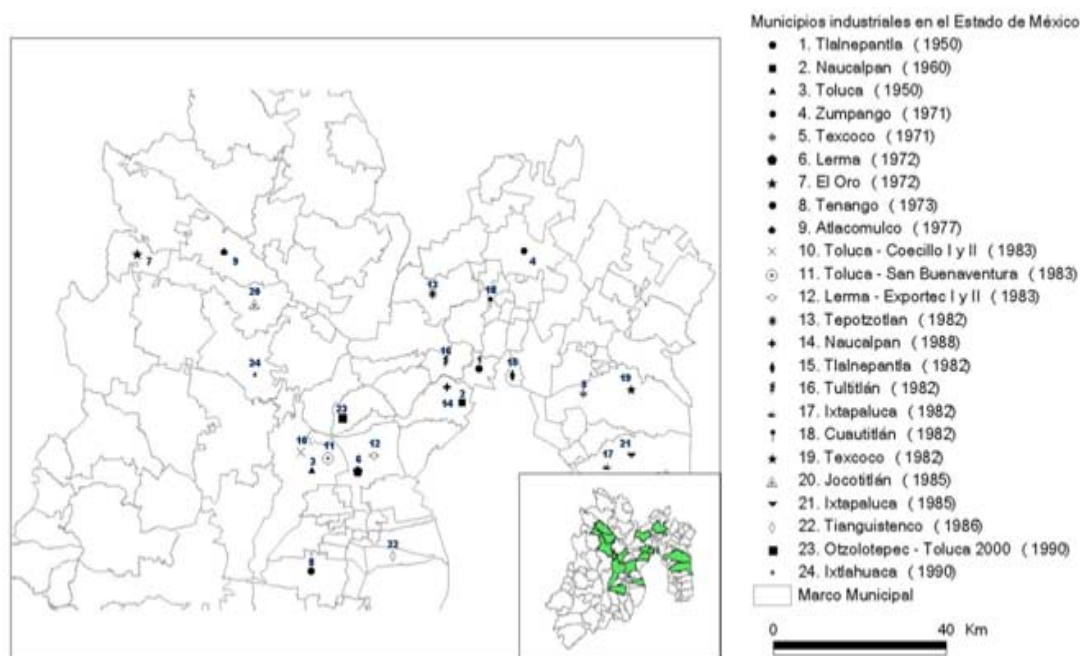 Municipios industriales en el Estado de México
1. Tlalnepantla (1950)
2. Naucalpan (1960)
3. Toluca (1950)
4. Zumpango (1971)
5. Texcoco (1971)
6. Lerma (1972)
7. El Oro (1972)
8. Tenango (1973)
9. Atlacomulco (1977)
10. Toluca - Coecillo I y II (1983)
11. Toluca - San Buenaventura (1983)
12. Lerma - Exportec I y II (1983)
13. Tepotzotlan (1982)
14. Naucalpan (1988)
15. Tlalnepantla (1982)
16. Tultitlán (1982)
17. Ixtapaluca (1982)
18. Cuautitlán (1982)
19. Texcoco (1982)
20. Jocotitlán (1985)
21. Ixtapaluca (1985)
22. Tianguistenco (1986)
23. Otzolotepec - Toluca 2000 (1990)
24. Ixtlahuaca (1990)
Marco Municipal
0 40 Km
7
9
4
20
13
18
24
16
1
15
5
19
14
2
23
10
11
12
3
6
17
21
22
8